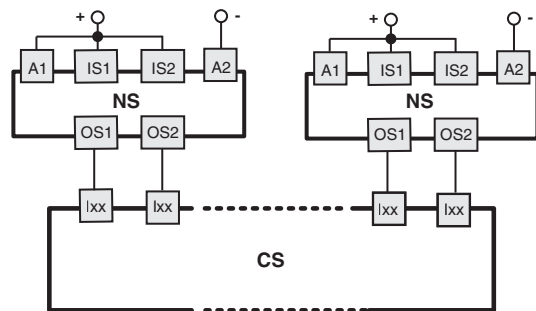 + - + -
A1 IS1 IS2 A2 A1 IS1 IS2 A2
NS NS
OS1 OS2 OS1 OS2
Ixx Ixx Ixx Ixx
CS